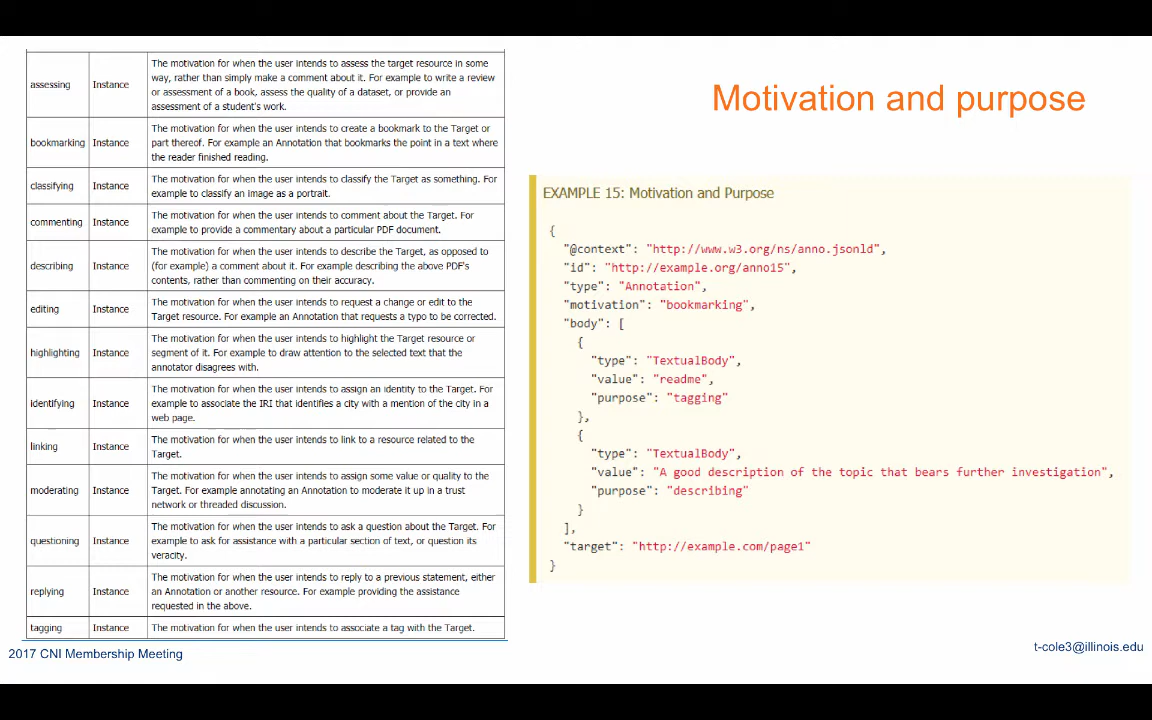 assessing
Instance
The motivation for when the user intends to assess the target resource in some
way, rather than simply make a comment about it. For example to write a review
or assessment of a book, assess the quality of a dataset, or provide an
assessment of a student's work.
bookmarking
Instance
The motivation for when the user intends to create a bookmark to the Target or
part thereof. For example an Annotation that bookmarks the point in a text where
the reader finished reading.
classifying
Instance
The motivation for when the user intends to classify the Target as something. For
example to classify an image as a portrait.
commenting
Instance
The motivation for when the user intends to comment about the Target. For
example to provide a commentary about a particular PDF document.
describing
Instance
The motivation for when the user intends to describe the Target, as opposed to
(for example) a comment about it. For example describing the above PDF's
contents, rather than commenting on their accuracy.
editing
Instance
The motivation for when the user intends to request a change or edit to the
Target resource. For example an Annotation that requests a typo to be corrected.
highlighting
Instance
The motivation for when the user intends to highlight the Target resource or
segment of it. For example to draw attention to the selected text that the
annotator disagrees with.
identifying
Instance
The motivation for when the user intends to assign an identity to the Target. For
example to associate the IRI that identifies a city with a mention of the city in a
web page.
linking
Instance
The motivation for when the user intends to link to a resource related to the
Target.
moderating
Instance
The motivation for when the user intends to assign some value or quality to the
Target. For example annotating an Annotation to moderate it up in a trust
network or threaded discussion.
questioning
Instance
The motivation for when the user intends to ask a question about the Target. For
example to ask for assistance with a particular section of text, or question its
veracity.
replying
Instance
The motivation for when the user intends to reply to a previous statement, either
an Annotation or another resource. For example providing the assistance
requested in the above.
tagging
Instance
The motivation for when the user intends to associate a tag with the Target.
Motivation and purpose
EXAMPLE 15: Motivation and Purpose
{
"@context": "http://www.w3.org/ns/anno.jsonld",
"id": "http://example.org/anno15",
"type": "Annotation",
"motivation": "bookmarking",
"body": [
{
"type": "TextualBody",
"value": "readme",
"purpose": "tagging"
},
{
"type": "TextualBody",
"value": "A good description of the topic that bears further investigation",
"purpose": "describing"
}
],
"target": "http://example.com/page1"
}
2017 CNI Membership Meeting
t-cole3@illinois.edu